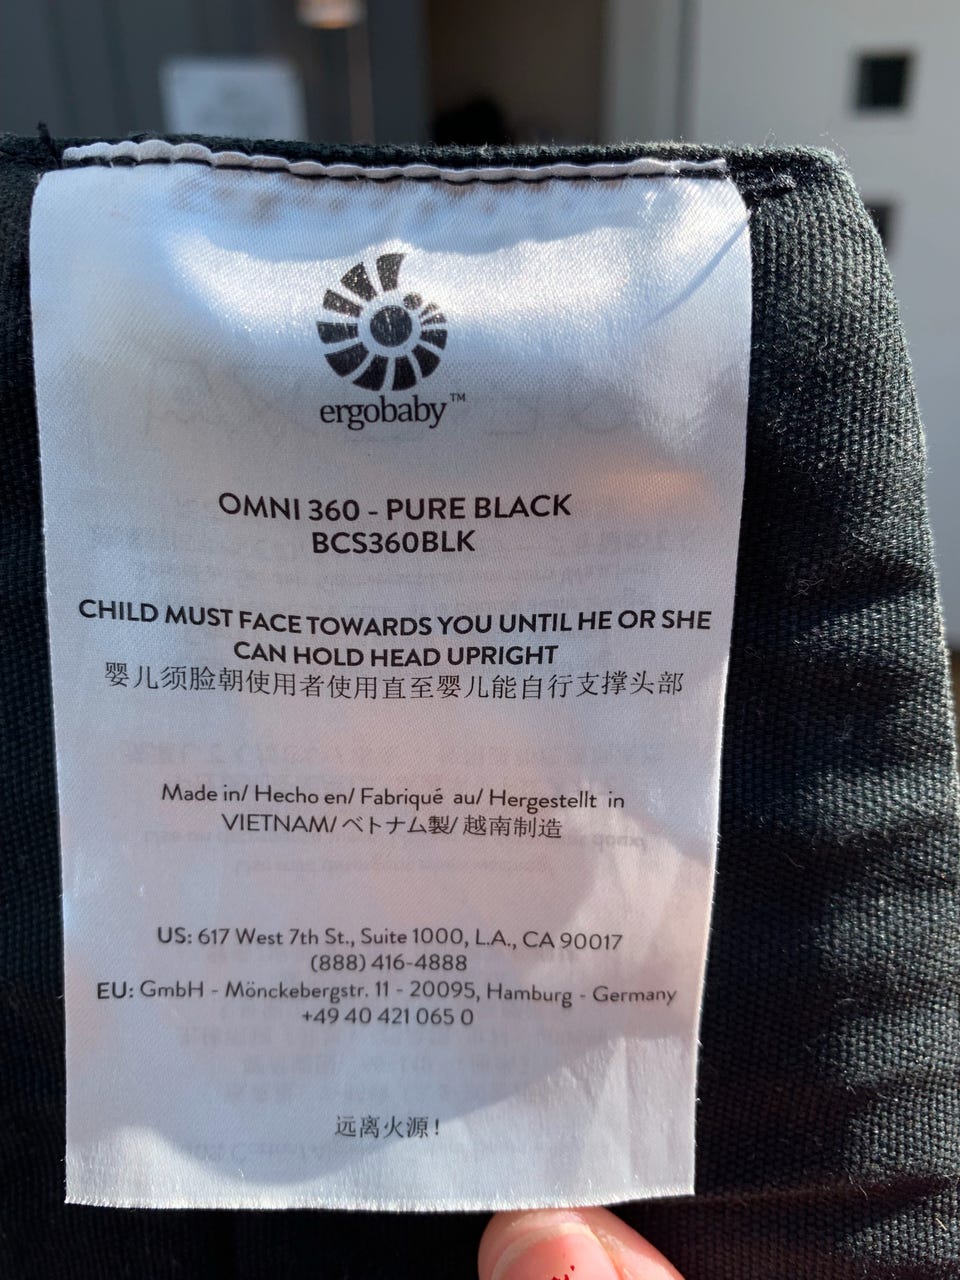 ergobaby™
OMNI 360 - PURE BLACK
BCS360BLK
CHILD MUST FACE TOWARDS YOU UNTIL HE OR SHE
CAN HOLD HEAD UPRIGHT
婴儿须脸朝使用者使用直至婴儿能自行支撑头部
Made in/ Hecho en/ Fabriqué au/ Hergestellt in
VIETNAM/ ベトナム製/ 越南制造
US: 617 West 7th St., Suite 1000, L.A., CA 90017
(888) 416-4888
EU: GmbH - Mönckebergstr. 11 - 20095, Hamburg - Germany
+49 40 421 065 0
远离火源!